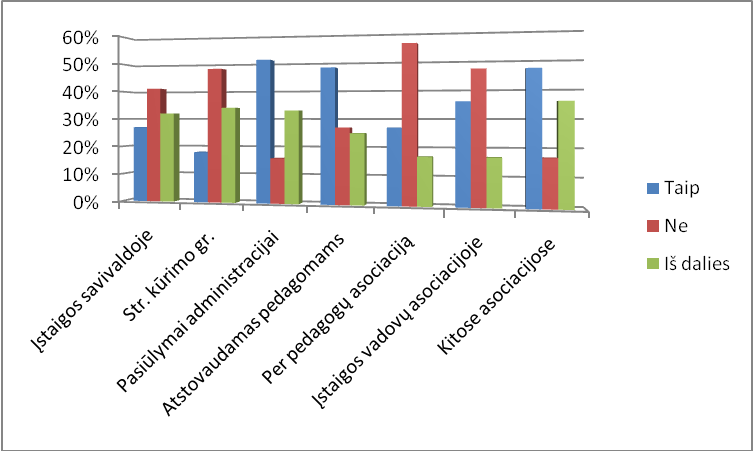 60%
50%
40%
30%
20%
10%
0%
Įstaigos savivaldoje
Str. kūrimo gr.
Pasiūlymai administracijai
Atstovaudamas pedagomams
Per pedagogų asociaciją
Įstaigos vadovų asociacijoje
Kitose asociacijose
Taip
Ne
Iš dalies